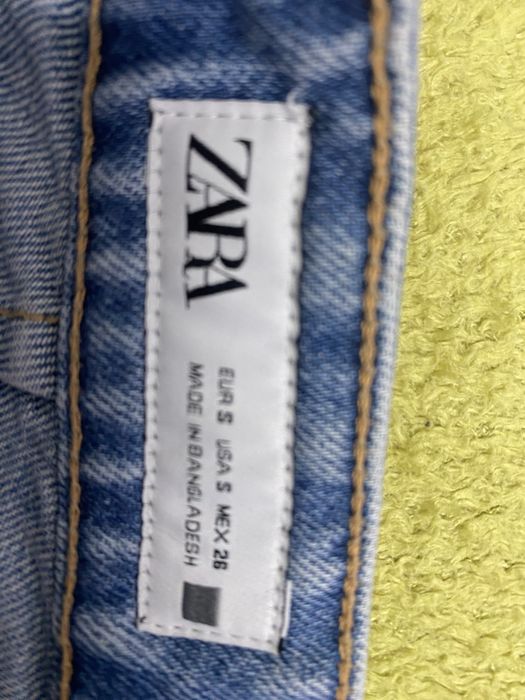 ZARA
EUR S USA S MEX 26
MADE IN BANGLADESH